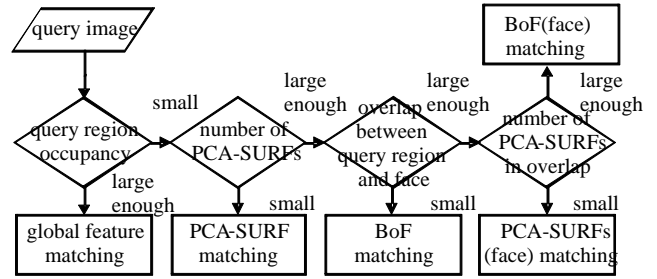 query image
BoF(face)
matching
small
large
enough
large
enough
large
enough
query region
occupancy
number of
PCA-SURFs
overlap
between
query region
and face
number of
PCA-SURFs
in overlap
large
enough
small
small
small
global feature
matching
PCA-SURF
matching
BoF
matching
PCA-SURFs
(face) matching